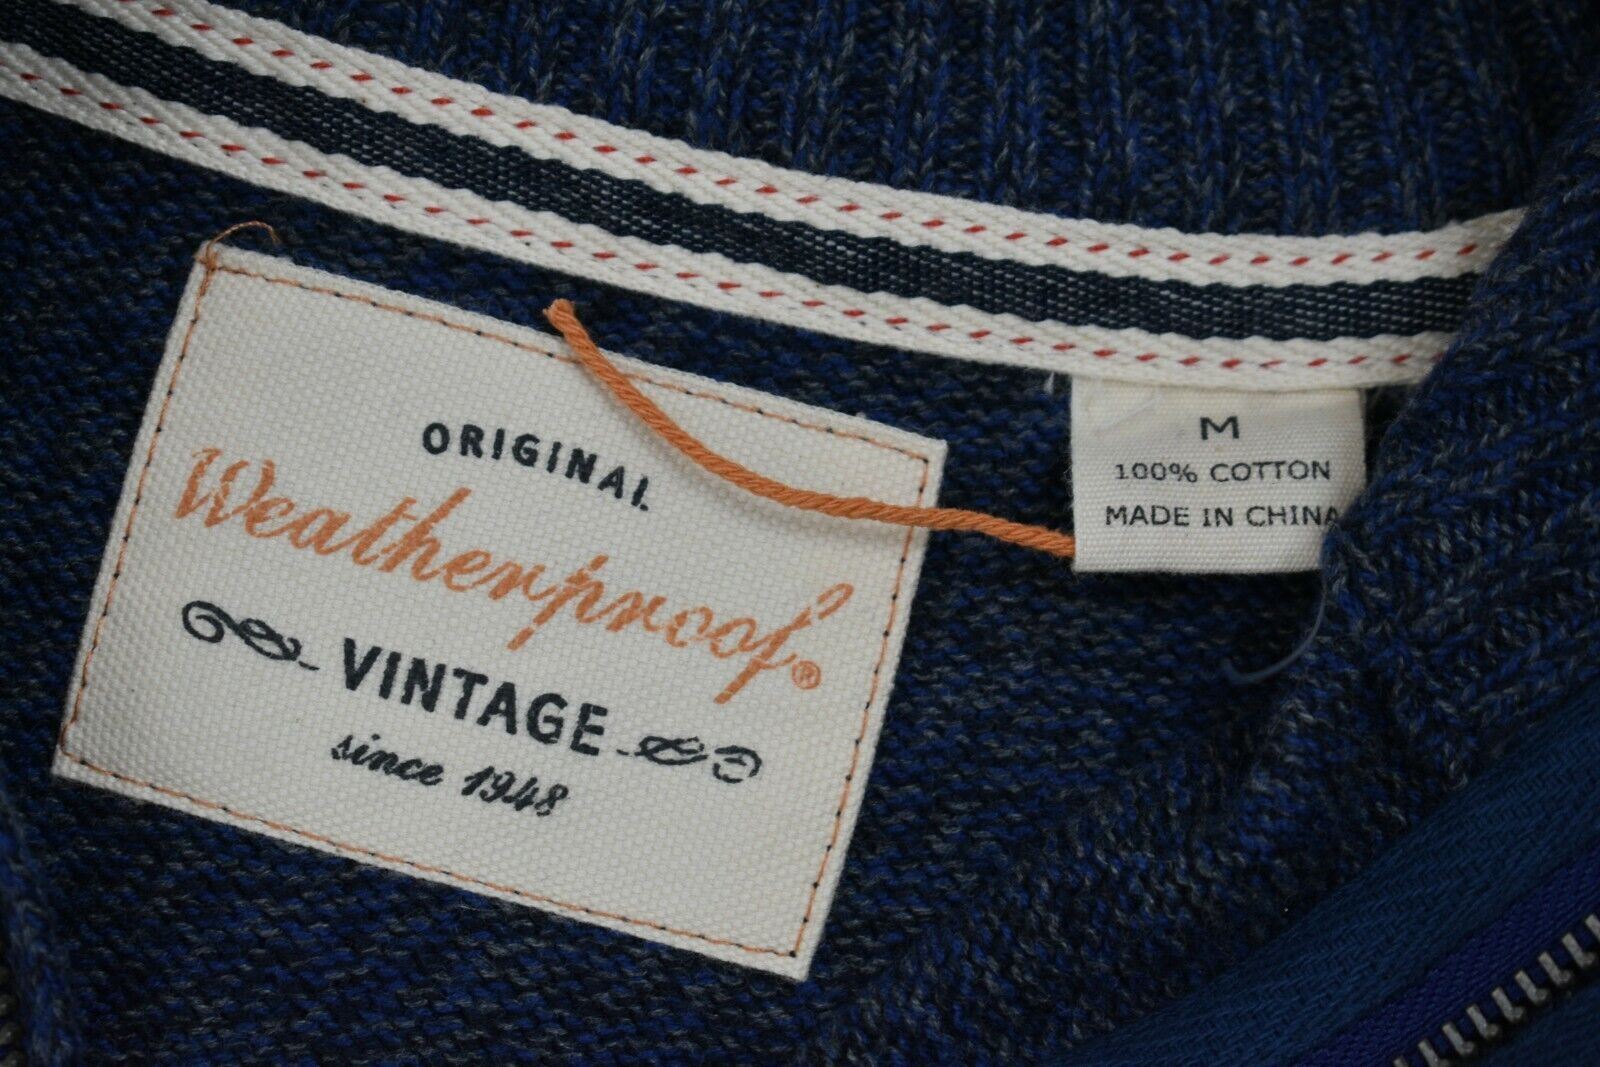 ORIGINAL
Weatherproof®
VINTAGE
since 1948
M
100% COTTON
MADE IN CHINA